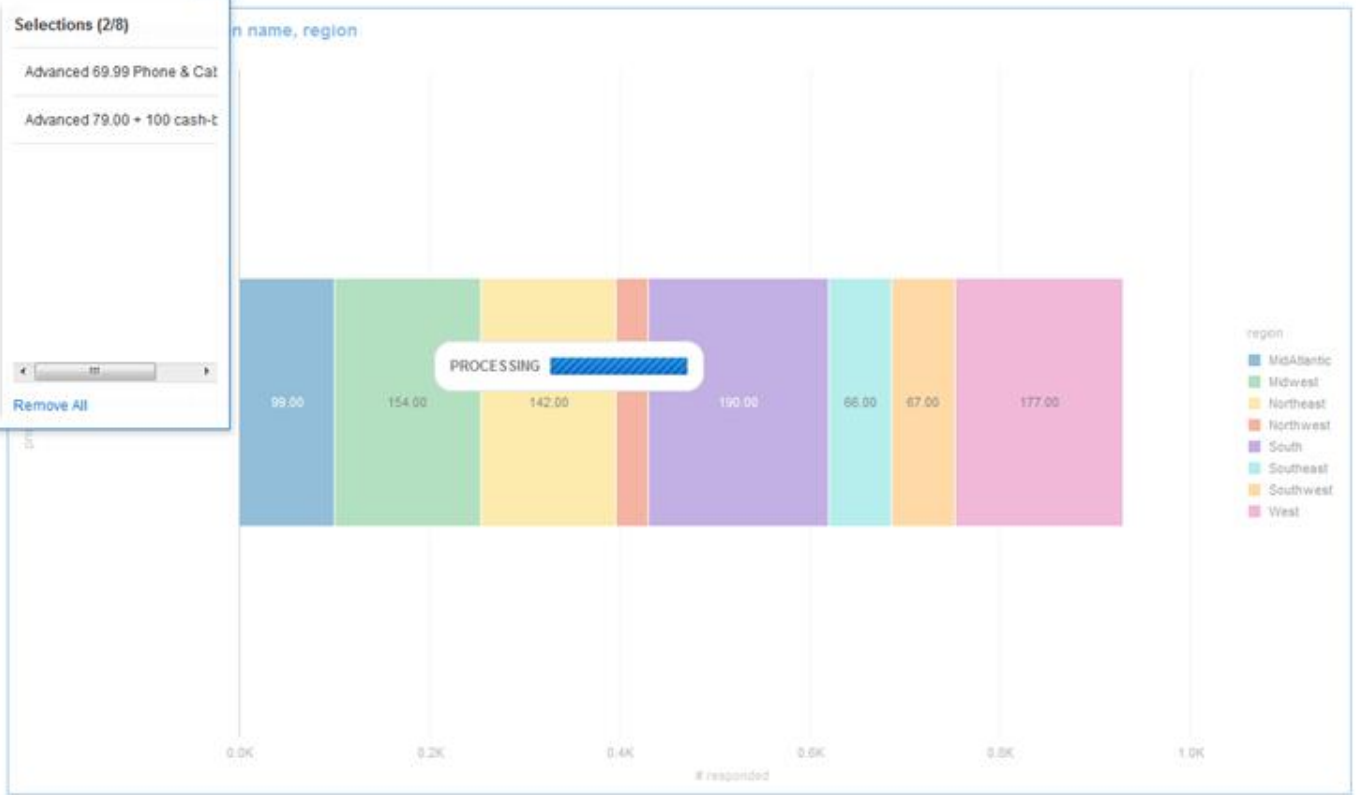 Selections (2/8)
Advanced 69.99 Phone & Cat
Advanced 79.00 + 100 cash-b
Remove All
n name, region
PROCESSING
99.00
154.00
142.00
190.00
66.00
67.00
177.00
region
MidAtlantic
Midwest
Northeast
Northwest
South
Southeast
Southwest
West
0.0K
0.2K
0.4K
0.6K
0.8K
1.0K
# responded